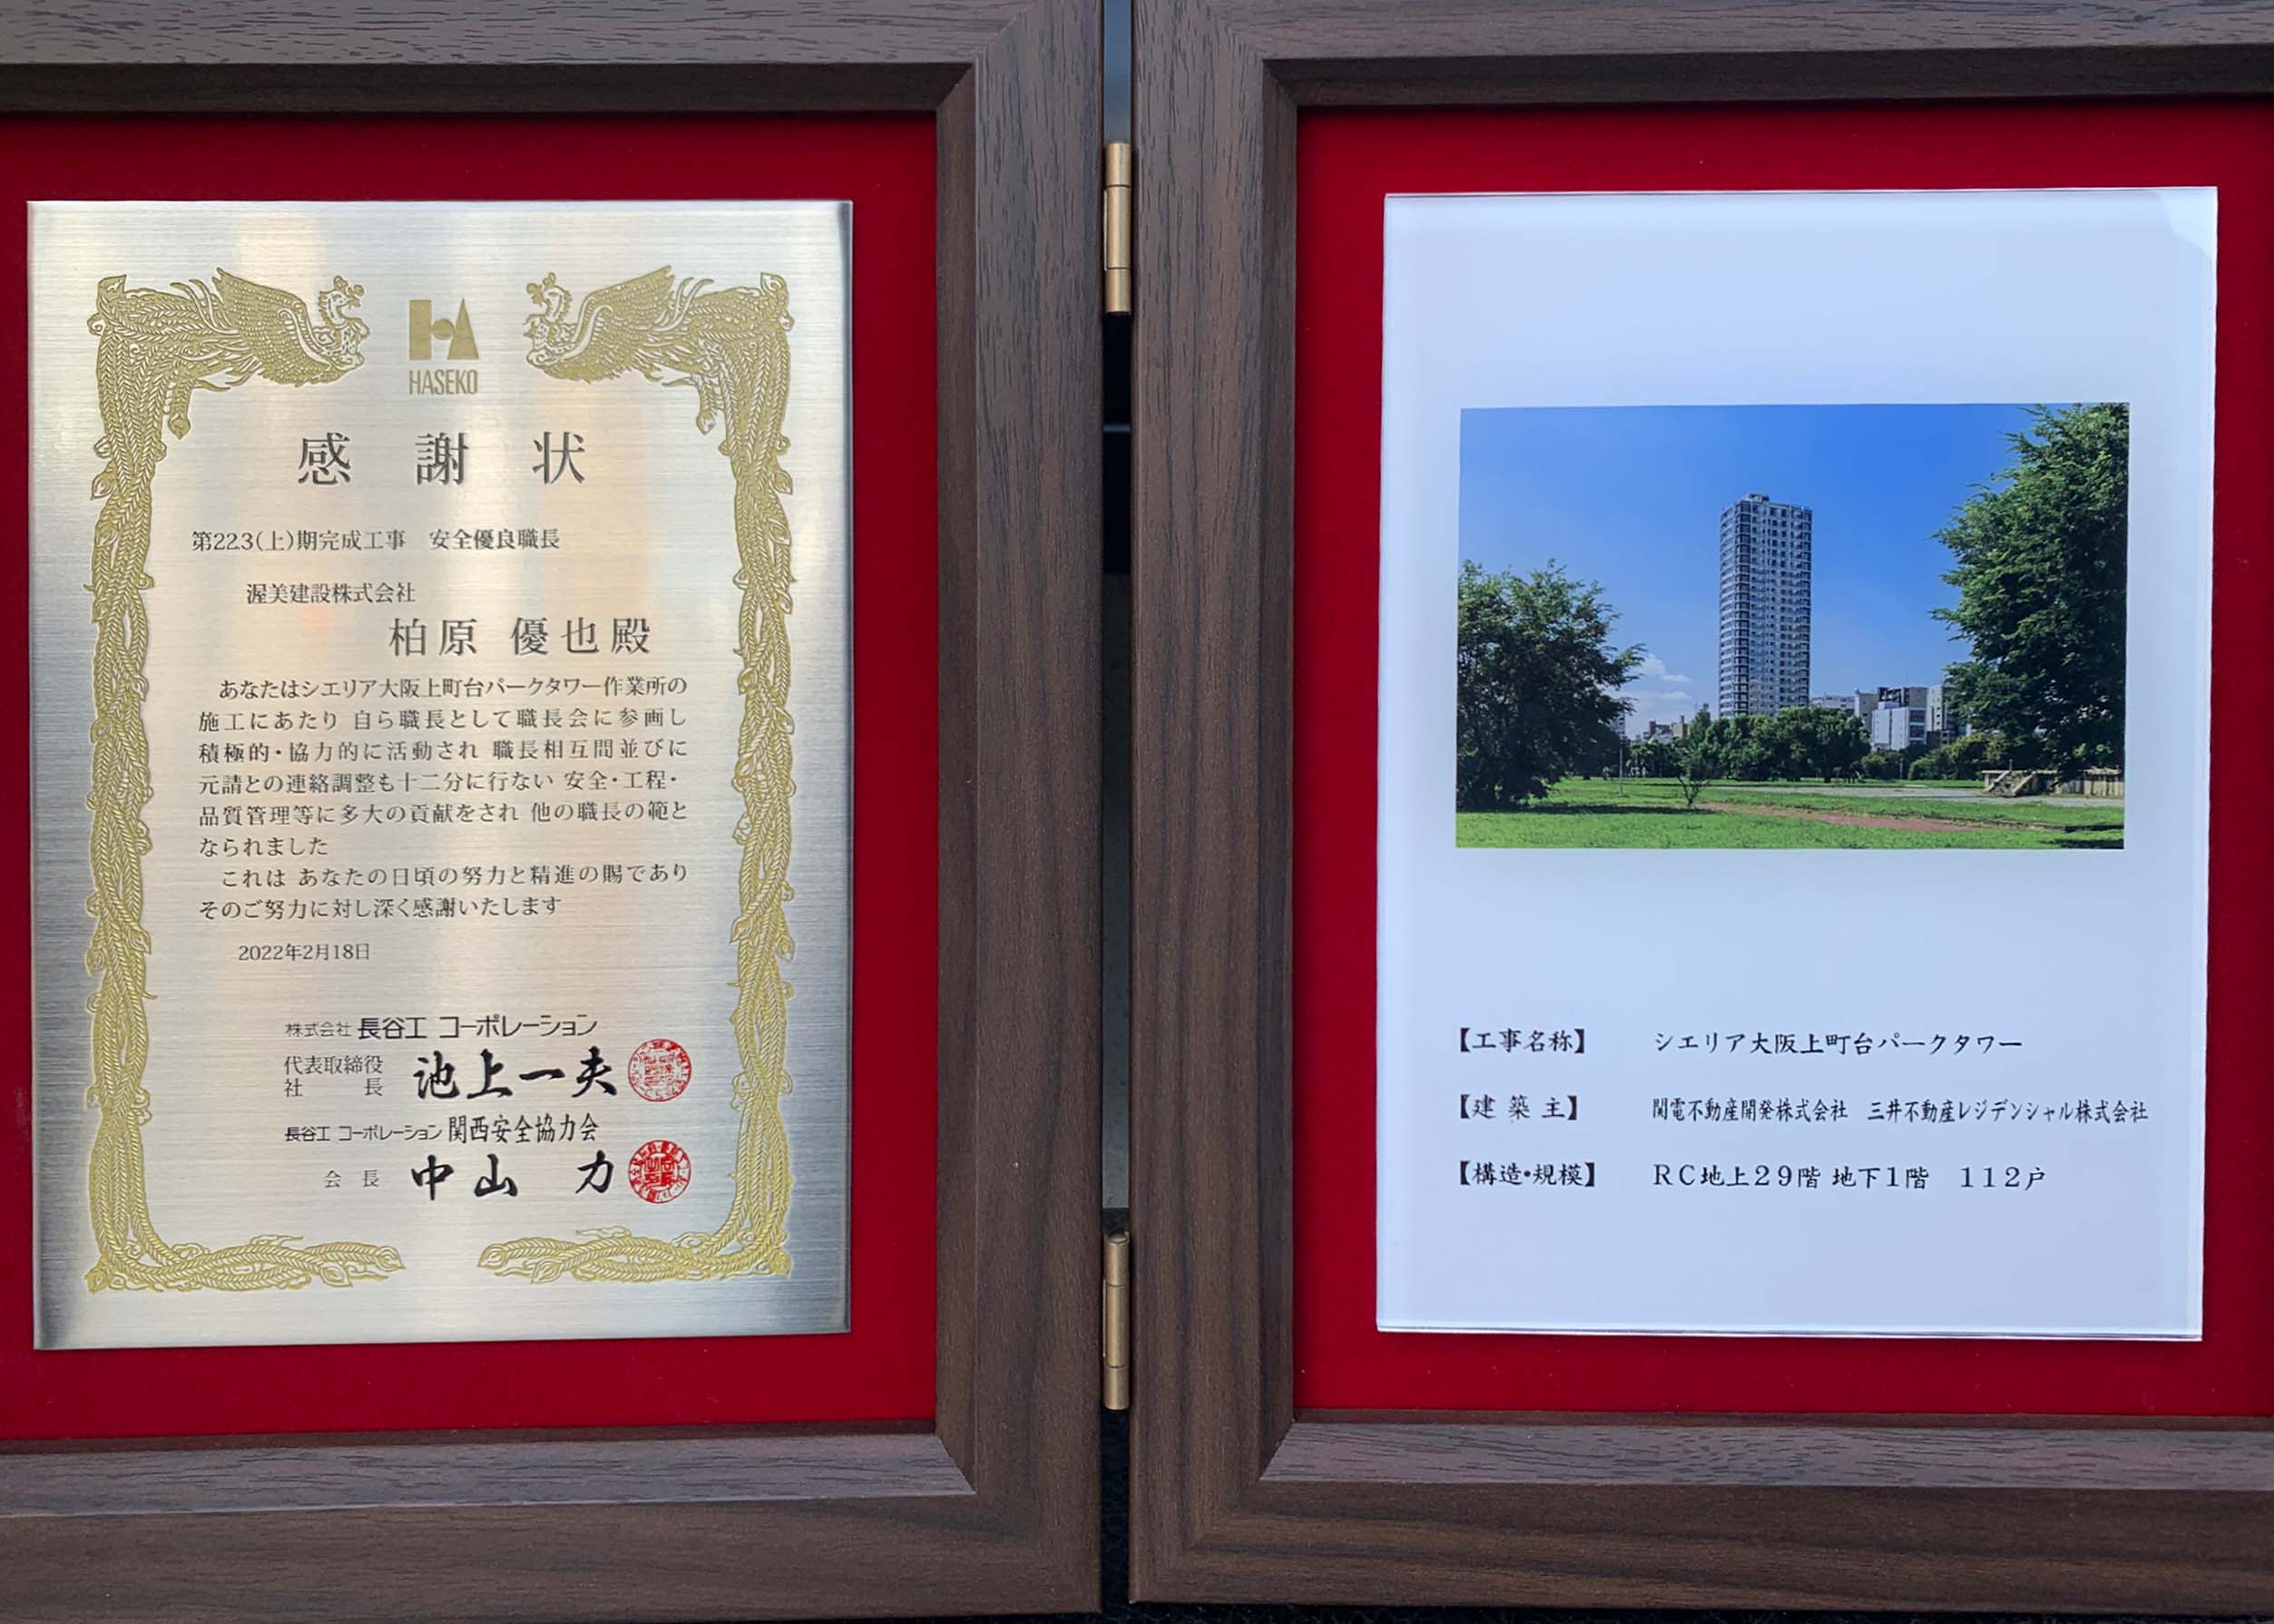 HASEKO
感謝状
第22.3(上)期完成工事 安全優良職長
渥美建設株式会社
柏原 優也殿
あなたはシエリア大阪上町台パークタワー作業所の
施工にあたり 自ら職長として職長会に参画し
積極的・協力的に活動され 職長相互間並びに
元請との連絡調整も十二分に行ない 安全・工程・
品質管理等に多大の貢献をされ 他の職長の範と
なられました
これは あなたの日頃の努力と精進の賜であり
そのご努力に対し深く感謝いたします
2022年2月18日
株式会社 長谷工 コーポレーション
代表取締役
社長 池上一夫
長谷工 コーポレーション 関西安全協力会
会長 中山 力
【工事名称】 シエリア大阪上町台パークタワー
【建築主】 関電不動産開発株式会社 三井不動産レジデンシャル株式会社
【構造・規模】 RC地上29階 地下1階 112戸